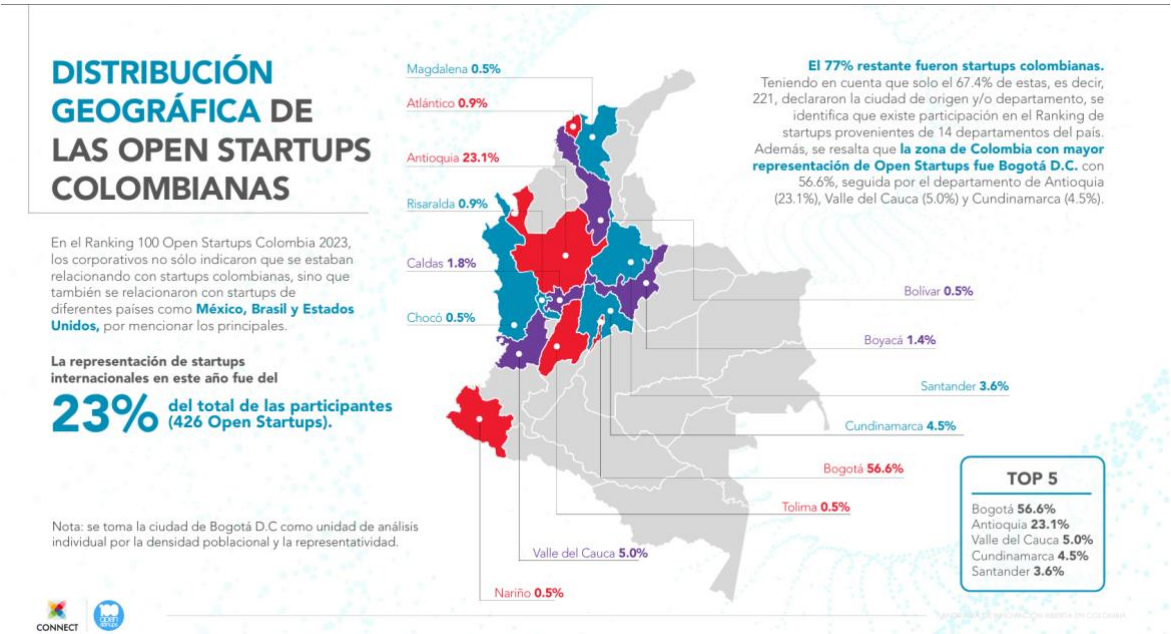 DISTRIBUCIÓN
GEOGRÁFICA DE
LAS OPEN STARTUPS
COLOMBIANAS
En el Ranking 100 Open Startups Colombia 2023,
los corporativos no sólo indicaron que se estaban
relacionando con startups colombianas, sino que
también se relacionaron con startups de
diferentes países como México, Brasil y Estados
Unidos, por mencionar los principales.
La representación de startups
internacionales en este año fue del
23% del total de las participantes
(426 Open Startups).
Nota: se toma la ciudad de Bogotá D.C como unidad de análisis
individual por la densidad poblacional y la representatividad.
Magdalena 0.5%
Atlántico 0.9%
Antioquia 23.1%
Risaralda 0.9%
Caldas 1.8%
Chocó 0.5%
El 77% restante fueron startups colombianas.
Teniendo en cuenta que solo el 67.4% de estas, es decir,
221, declararon la ciudad de origen y/o departamento, se
identifica que existe participación en el Ranking de
startups provenientes de 14 departamentos del país.
Además, se resalta que la zona de Colombia con mayor
representación de Open Startups fue Bogotá D.C. con
56.6%, seguida por el departamento de Antioquia
(23.1%), Valle del Cauca (5.0%) y Cundinamarca (4.5%).
Bolívar 0.5%
Boyacá 1.4%
Santander 3.6%
Cundinamarca 4.5%
Bogotá 56.6%
Tolima 0.5%
Valle del Cauca 5.0%
Nariño 0.5%
TOP 5
Bogotá 56.6%
Antioquia 23.1%
Valle del Cauca 5.0%
Cundinamarca 4.5%
Santander 3.6%
CONNECT
100
open
startups
INNOVACIÓN ABIERTA EN COLOMBIA